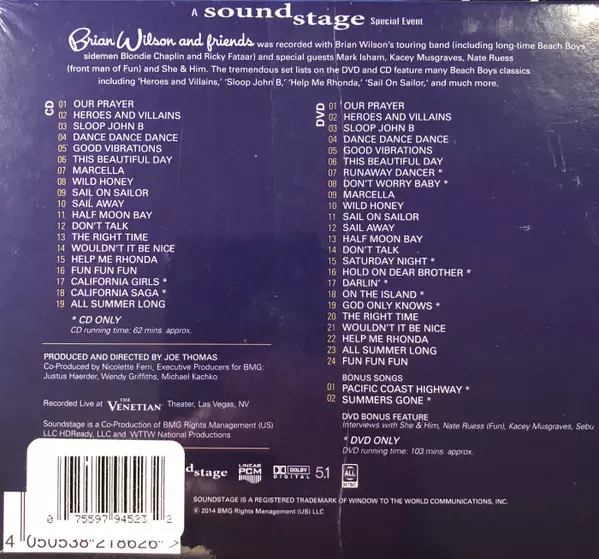 A soundstage Special Event
Brian Wilson and friends was recorded with Brian Wilson's touring band (including long-time Beach Boys
sidemen Blondie Chaplin and Ricky Fataar) and special guests Mark Isham, Kacey Musgraves, Nate Ruess
(front man of Fun) and She & Him. The tremendous set lists on the DVD and CD feature many Beach Boys classics
including 'Heroes and Villains,' 'Sloop John B,' 'Help Me Rhonda,' 'Sail On Sailor,' and much more.
CD
01 OUR PRAYER
02 HEROES AND VILLAINS
03 SLOOP JOHN B
04 DANCE DANCE DANCE
05 GOOD VIBRATIONS
06 THIS BEAUTIFUL DAY
07 MARCELLA
08 WILD HONEY
09 SAIL ON SAILOR
10 SAIL AWAY
11 HALF MOON BAY
12 DON'T TALK
13 THE RIGHT TIME
14 WOULDN'T IT BE NICE
15 HELP ME RHONDA
16 FUN FUN FUN
17 CALIFORNIA GIRLS *
18 CALIFORNIA SAGA *
19 ALL SUMMER LONG
* CD ONLY
CD running time: 62 mins. approx.
PRODUCED AND DIRECTED BY JOE THOMAS
Co-Produced by Nicolette Ferri, Executive Producers for BMG:
Justus Haerder, Wendy Griffiths, Michael Kachko
Recorded Live at THE VENETIAN Theater, Las Vegas, NV
Soundstage is a Co-Production of BMG Rights Management (US)
LLC HDReady, LLC and WTTW National Productions
DVD
01 OUR PRAYER
02 HEROES AND VILLAINS
03 SLOOP JOHN B
04 DANCE DANCE DANCE
05 GOOD VIBRATIONS
06 THIS BEAUTIFUL DAY
07 RUNAWAY DANCER *
08 DON'T WORRY BABY *
09 MARCELLA
10 WILD HONEY
11 SAIL ON SAILOR
12 SAIL AWAY
13 HALF MOON BAY
14 DON'T TALK
15 SATURDAY NIGHT *
16 HOLD ON DEAR BROTHER *
17 DARLIN' *
18 ON THE ISLAND *
19 GOD ONLY KNOWS *
20 THE RIGHT TIME
21 WOULDN'T IT BE NICE
22 HELP ME RHONDA
23 ALL SUMMER LONG
24 FUN FUN FUN
BONUS SONGS
01 PACIFIC COAST HIGHWAY *
02 SUMMERS GONE *
DVD BONUS FEATURE
Interviews with She & Him, Nate Ruess (Fun), Kacey Musgraves, Sebu
* DVD ONLY
DVD running time: 103 mins. approx.
dstage LINEAR PCM DOLBY DIGITAL 5.1 ALL NTSC
0 75597 94523 2
4 050538 218626 >
SOUNDSTAGE IS A REGISTERED TRADEMARK OF WINDOW TO THE WORLD COMMUNICATIONS, INC.
© 2014 BMG Rights Management (US) LLC